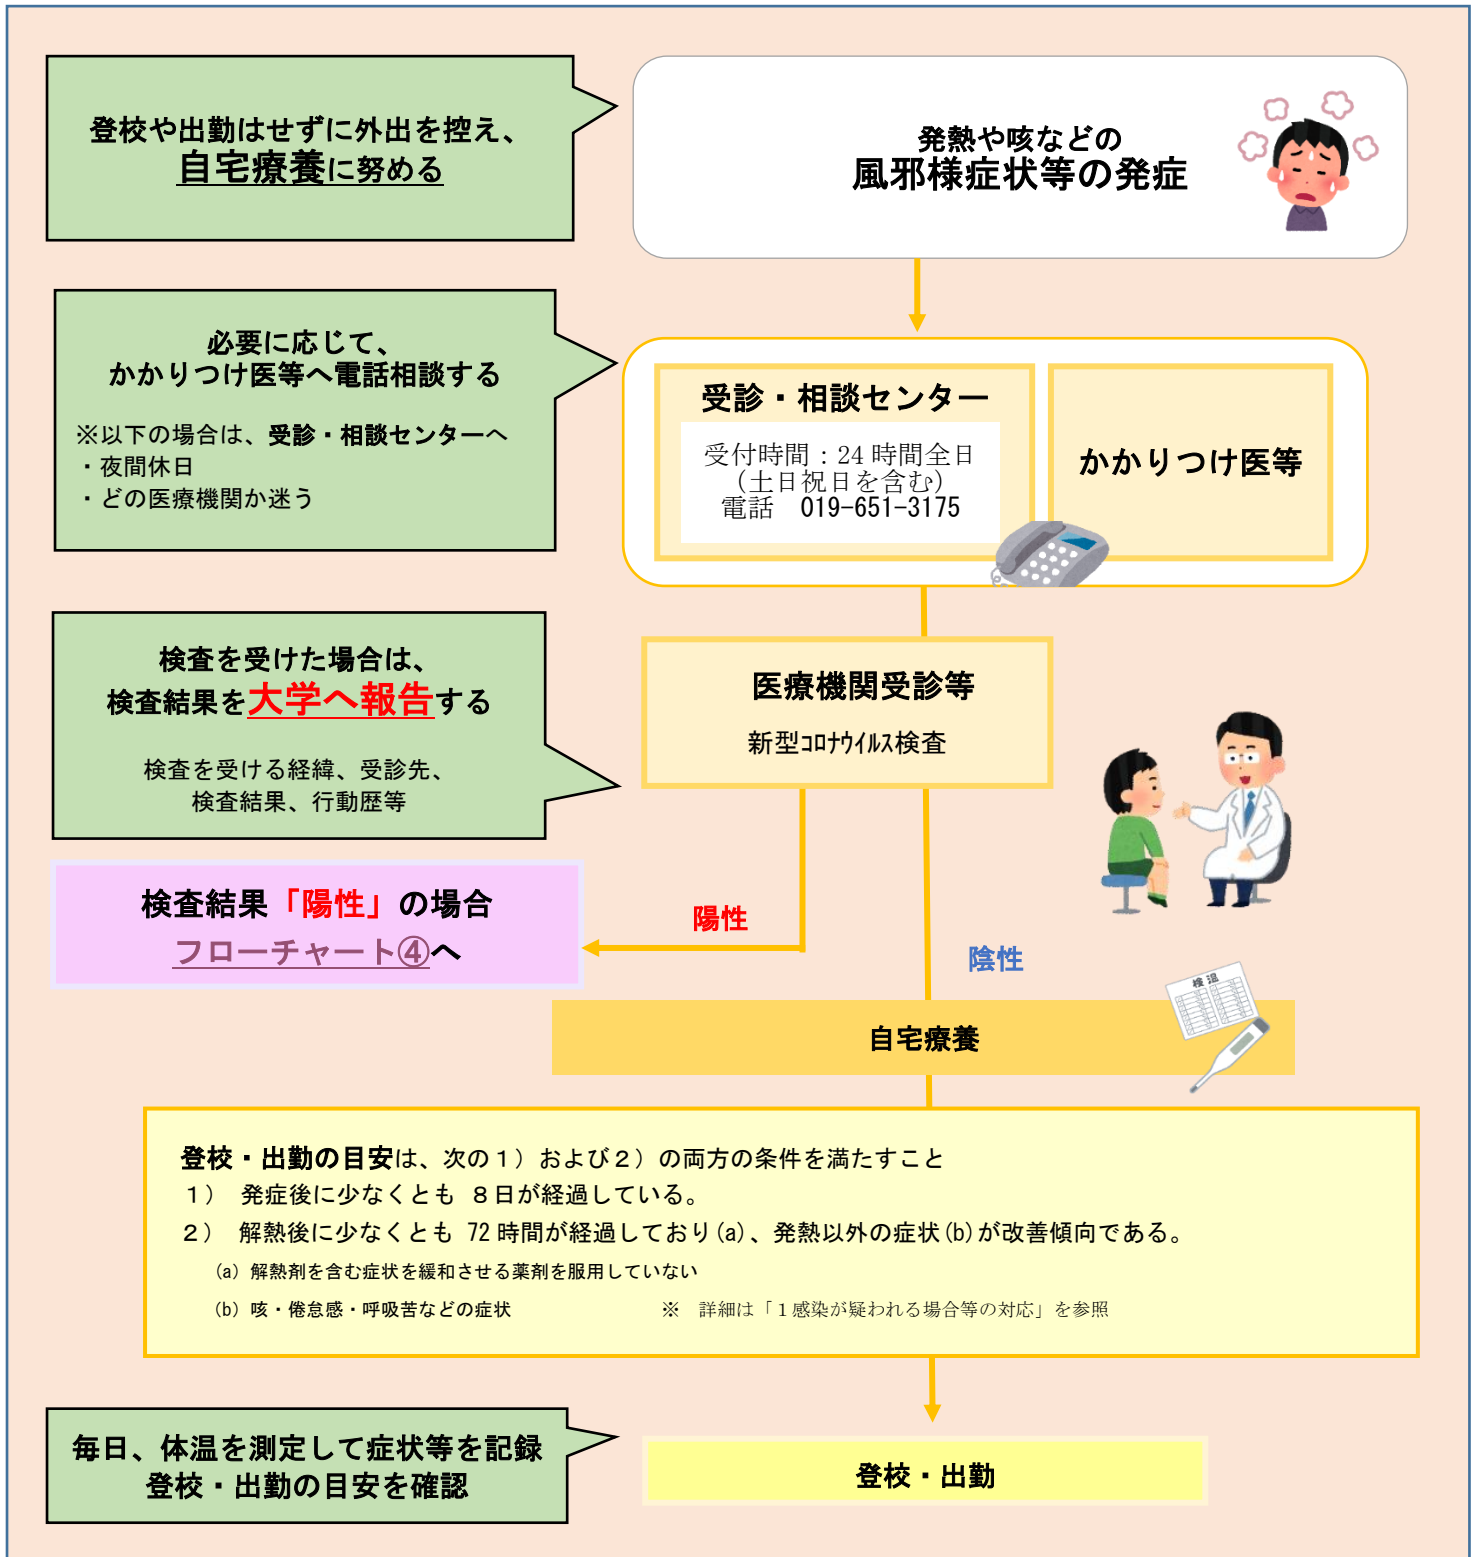 登校や出勤はせずに外出を控え、
自宅療養に努める
発熱や咳などの
風邪様症状等の発症
必要に応じて、
かかりつけ医等へ電話相談する
※以下の場合は、受診・相談センターへ
・夜間休日
・どの医療機関か迷う
受診・相談センター
受付時間：24時間全日
（土日祝日を含む）
電話　019-651-3175
かかりつけ医等
検査を受けた場合は、
検査結果を大学へ報告する
検査を受ける経緯、受診先、
検査結果、行動歴等
医療機関受診等
新型ｺﾛﾅｳｲﾙｽ検査
検査結果「陽性」の場合
フローチャート④へ
陽性
陰性
検温
自宅療養
登校・出勤の目安は、次の１）および２）の両方の条件を満たすこと
１）　発症後に少なくとも ８日が経過している。
２）　解熱後に少なくとも 72時間が経過しており(a)、発熱以外の症状(b)が改善傾向である。
(a) 解熱剤を含む症状を緩和させる薬剤を服用していない
(b) 咳・倦怠感・呼吸苦などの症状　　※　詳細は「１感染が疑われる場合等の対応」を参照
毎日、体温を測定して症状等を記録
登校・出勤の目安を確認
登校・出勤